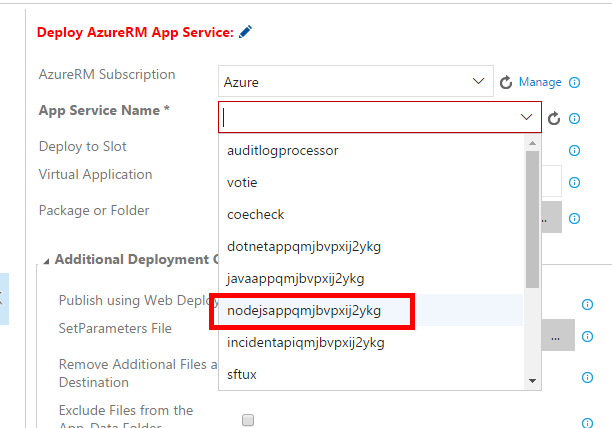 Deploy AzureRM App Service:
AzureRM Subscription
Azure
Manage
App Service Name *
Deploy to Slot
auditlogprocessor
Virtual Application
votie
Package or Folder
coecheck
...
dotnetappqmjbvpxij2ykg
Additional Deployment
javaappqmjbvpxij2ykg
Publish using Web Deploy
nodejsappqmjbvpxij2ykg
SetParameters File
...
incidentapiqmjbvpxij2ykg
Remove Additional Files a
Destination
sftux
Exclude Files from the
App_Data Folder